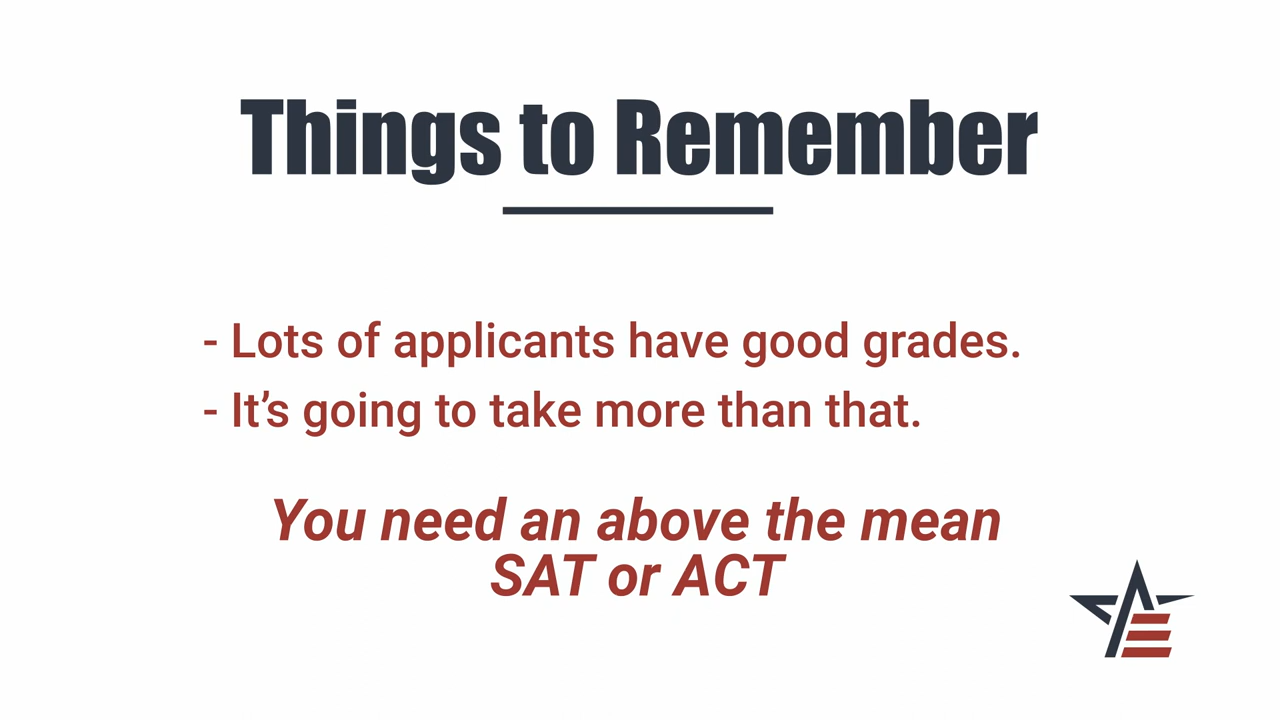 Things to Remember
- Lots of applicants have good grades.
- It’s going to take more than that.
You need an above the mean
SAT or ACT